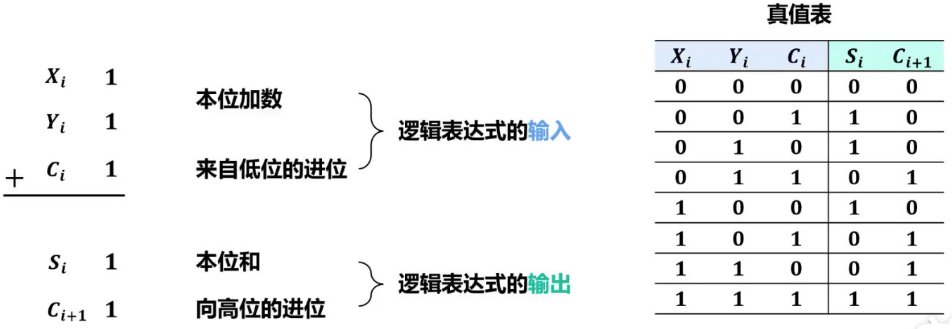 真值表
X_i 1
Y_i 1
+ C_i 1
本位加数
来自低位的进位
逻辑表达式的输入
S_i 1
C_{i+1} 1
本位和
向高位的进位
逻辑表达式的输出
X_i Y_i C_i S_i C_{i+1}
0 0 0 0 0
0 0 1 1 0
0 1 0 1 0
0 1 1 0 1
1 0 0 1 0
1 0 1 0 1
1 1 0 0 1
1 1 1 1 1